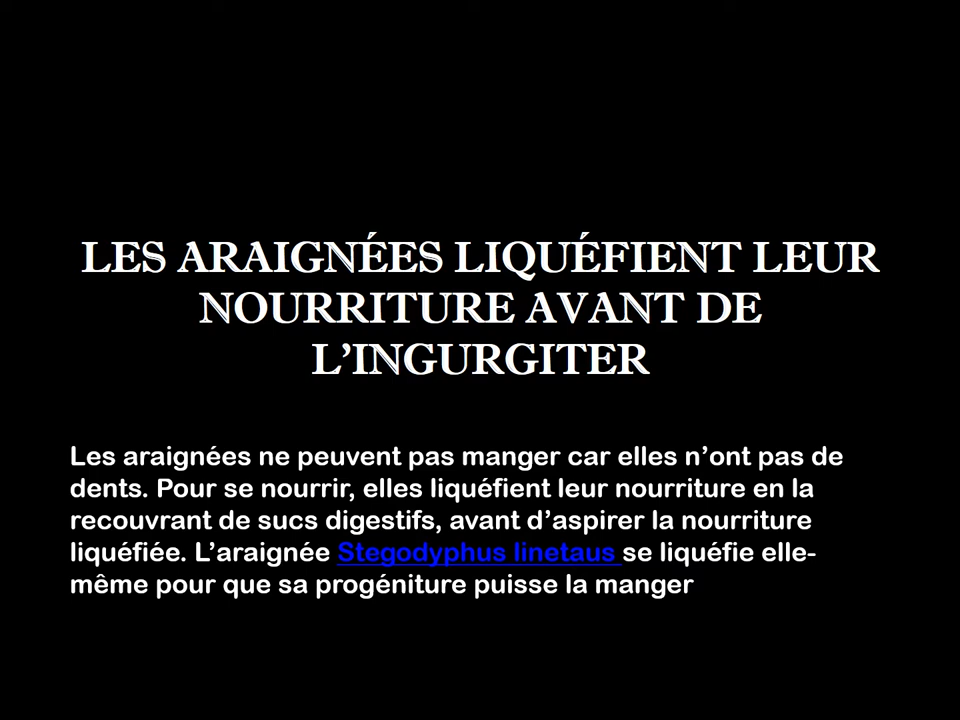 LES ARAIGNÉES LIQUÉFIENT LEUR
NOURRITURE AVANT DE
L’INGURGITER
Les araignées ne peuvent pas manger car elles n’ont pas de
dents. Pour se nourrir, elles liquéfient leur nourriture en la
recouvrant de sucs digestifs, avant d’aspirer la nourriture
liquéfiée. L’araignée Stegodyphus linetaus se liquéfie elle-
même pour que sa progéniture puisse la manger